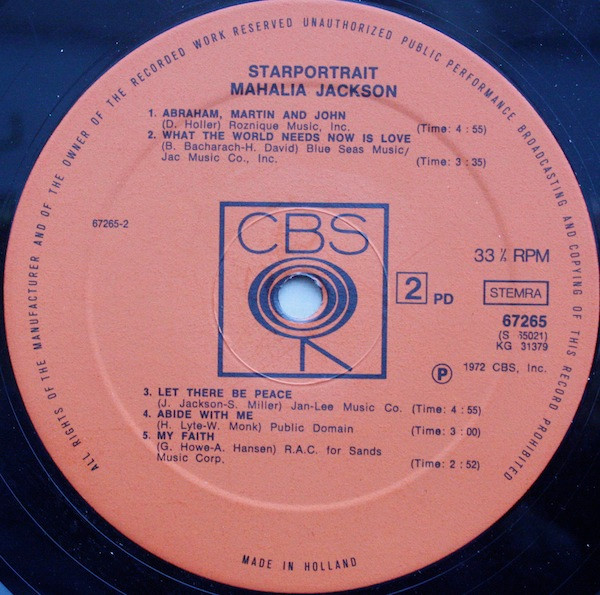 ALL RIGHTS OF THE MANUFACTURER AND OF THE OWNER OF THE RECORDED WORK RESERVED UNAUTHORIZED PUBLIC PERFORMANCE BROADCASTING AND COPYING OF THIS RECORD PROHIBITED
STARPORTRAIT
MAHALIA JACKSON
1. ABRAHAM, MARTIN AND JOHN
(D. Holler) Roznique Music, Inc. (Time: 4 : 55)
2. WHAT THE WORLD NEEDS NOW IS LOVE
(B. Bacharach-H. David) Blue Seas Music/
Jac Music Co., Inc. (Time: 3 : 35)
67265-2
CBS
33 ⅓ RPM
2 PD
STEMRA
67265
(S 65021)
KG 31379
Ⓟ 1972 CBS, Inc.
3. LET THERE BE PEACE
(J. Jackson-S. Miller) Jan-Lee Music Co. (Time: 4 : 55)
4. ABIDE WITH ME
(H. Lyte-W. Monk) Public Domain (Time: 3 : 00)
5. MY FAITH
(G. Howe-A. Hansen) R.A.C. for Sands
Music Corp. (Time: 2 : 52)
MADE IN HOLLAND